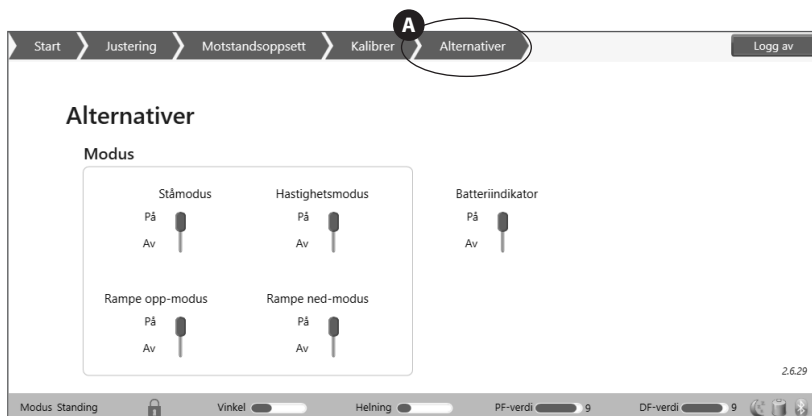 A
Start Justering Motstandsoppsett Kalibrer Alternativer Logg av
Alternativer
Modus
Ståmodus Hastighetsmodus Batteriindikator
På På På
Av Av Av
Rampe opp-modus Rampe ned-modus
På På
Av Av
2.6.29
Modus Standing Vinkel Helning PF-verdi 9 DF-verdi 9